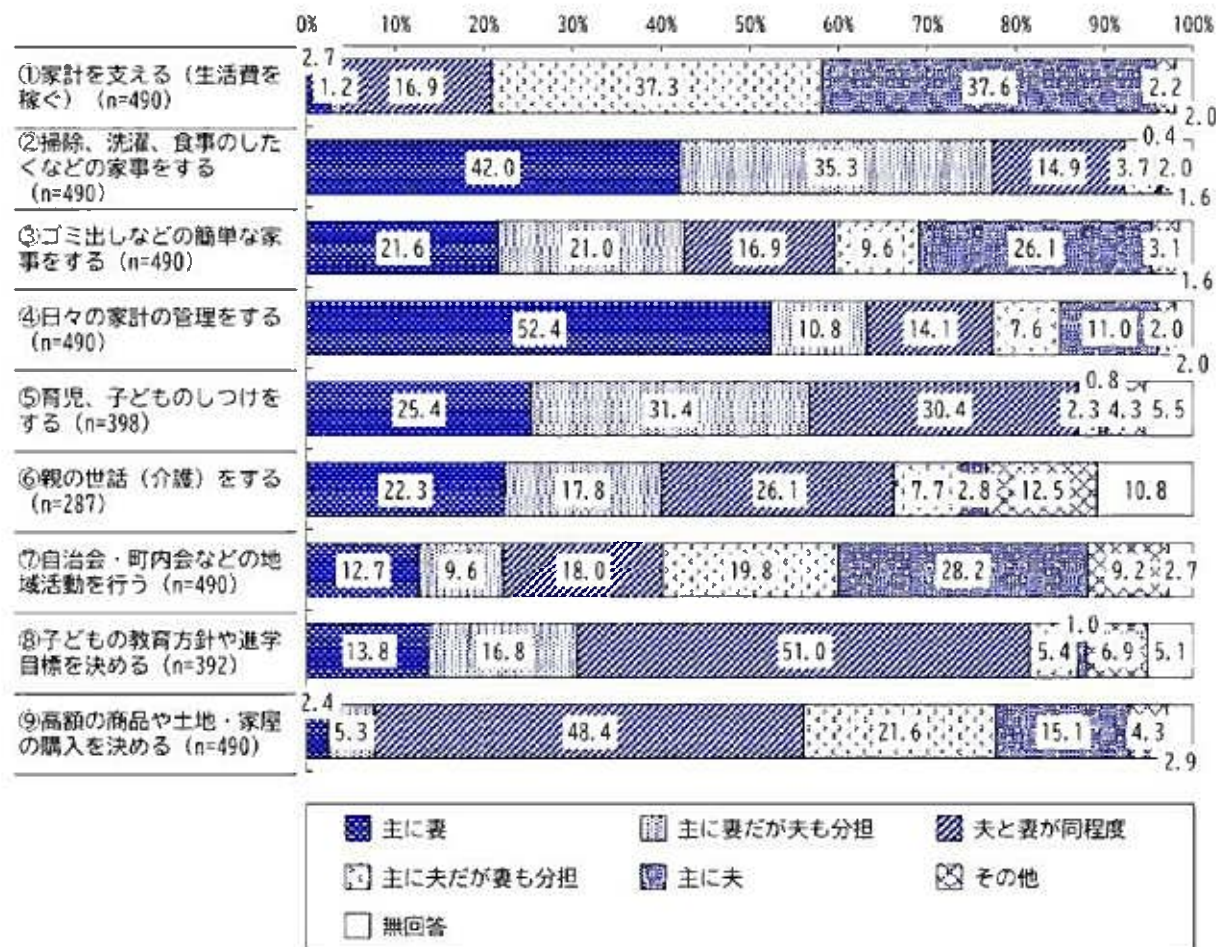 0% 10% 20% 30% 40% 50% 60% 70% 80% 90% 100%
①家計を支える（生活費を
稼ぐ）（n=490）
2.7 1.2 16.9 37.3 37.6 2.2 2.0
②掃除、洗濯、食事のした
くなどの家事をする
（n=490）
42.0 35.3 14.9 3.7 0.4 2.0 1.6
③ゴミ出しなどの簡単な家
事をする（n=490）
21.6 21.0 16.9 9.6 26.1 3.1 1.6
④日々の家計の管理をする
（n=490）
52.4 10.8 14.1 7.6 11.0 2.0 2.0
⑤育児、子どものしつけを
する（n=398）
25.4 31.4 30.4 2.3 0.8 4.3 5.5
⑥親の世話（介護）をする
（n=287）
22.3 17.8 26.1 7.7 2.8 12.5 10.8
⑦自治会・町内会などの地
域活動を行う（n=490）
12.7 9.6 18.0 19.8 28.2 9.2 2.7
⑧子どもの教育方針や進学
目標を決める（n=392）
13.8 16.8 51.0 5.4 1.0 6.9 5.1
⑨高額の商品や土地・家屋
の購入を決める（n=490）
2.4 5.3 48.4 21.6 15.1 4.3 2.9
主に妻 主に妻だが夫も分担 夫と妻が同程度
主に夫だが妻も分担 主に夫 その他
無回答